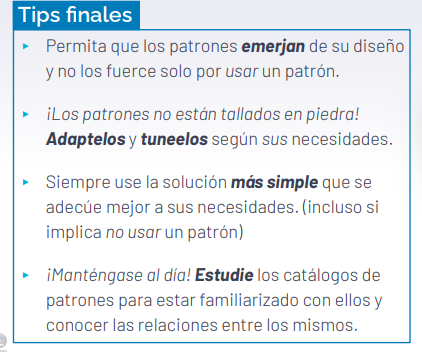 Tips finales
▸ Permita que los patrones emerjan de su diseño
y no los fuerce solo por usar un patrón.
▸ ¡Los patrones no están tallados en piedra!
Adaptelos y tuneelos según sus necesidades.
▸ Siempre use la solución más simple que se
adecúe mejor a sus necesidades. (incluso si
implica no usar un patrón)
▸ ¡Manténgase al día! Estudie los catálogos de
patrones para estar familiarizado con ellos y
conocer las relaciones entre los mismos.